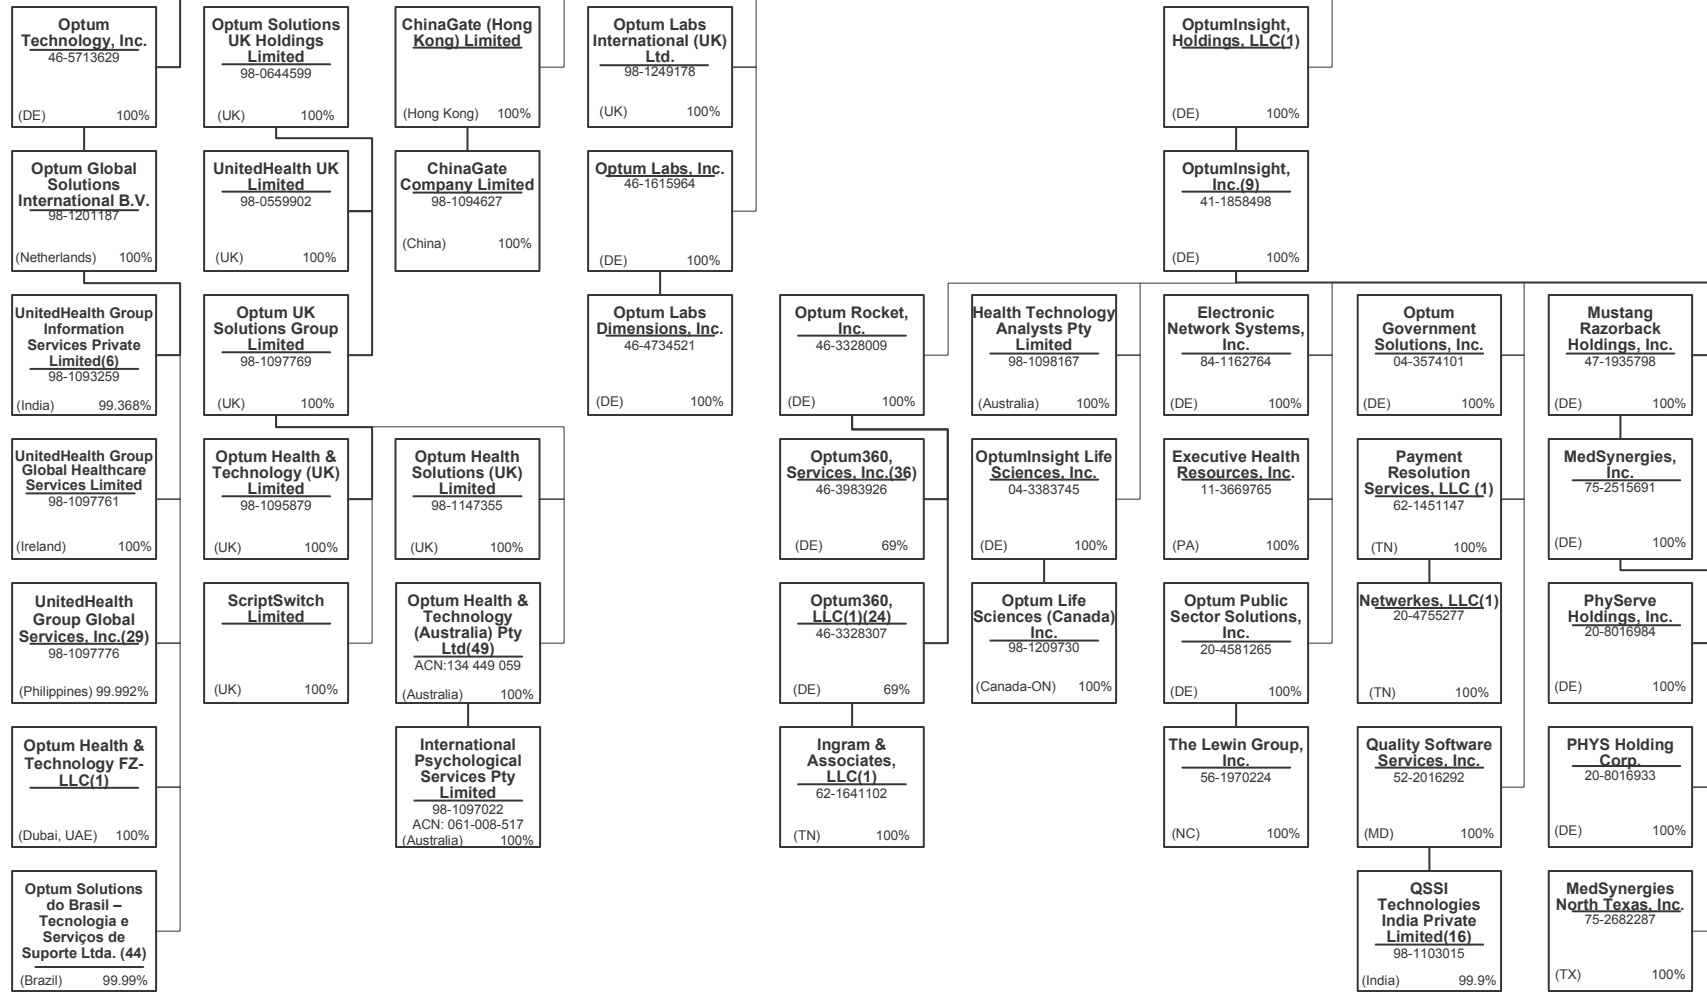 Optum
Technology, Inc.
46-5713629
(DE) 100%
Optum Solutions
UK Holdings
Limited
98-0644599
(UK) 100%
ChinaGate (Hong
Kong) Limited
(Hong Kong) 100%
Optum Labs
International (UK)
Ltd.
98-1249178
(UK) 100%
OptumInsight,
Holdings, LLC(1)
(DE) 100%
Optum Global
Solutions
International B.V.
98-1201187
(Netherlands) 100%
UnitedHealth UK
Limited
98-0559902
(UK) 100%
ChinaGate
Company Limited
98-1094627
(China) 100%
Optum Labs, Inc.
46-1615964
(DE) 100%
OptumInsight,
Inc.(9)
41-1858498
(DE) 100%
UnitedHealth Group
Information
Services Private
Limited(6)
98-1093259
(India) 99.368%
Optum UK
Solutions Group
Limited
98-1097769
(UK) 100%
Optum Labs
Dimensions, Inc.
46-4734521
(DE) 100%
Optum Rocket,
Inc.
46-3328009
(DE) 100%
Health Technology
Analysts Pty
Limited
98-1098167
(Australia) 100%
Electronic
Network Systems,
Inc.
84-1162764
(DE) 100%
Optum
Government
Solutions, Inc.
04-3574101
(DE) 100%
Mustang
Razorback
Holdings, Inc.
47-1935798
(DE) 100%
UnitedHealth Group
Global Healthcare
Services Limited
98-1097761
(Ireland) 100%
Optum Health &
Technology (UK)
Limited
98-1095879
(UK) 100%
Optum Health
Solutions (UK)
Limited
98-1147355
(UK) 100%
Optum360,
Services, Inc.(36)
46-3983926
(DE) 69%
OptumInsight Life
Sciences, Inc.
04-3383745
(DE) 100%
Executive Health
Resources, Inc.
11-3669765
(PA) 100%
Payment
Resolution
Services, LLC (1)
62-1451147
(TN) 100%
MedSynergies,
Inc.
75-2515691
(DE) 100%
UnitedHealth
Group Global
Services, Inc.(29)
98-1097776
(Philippines) 99.992%
ScriptSwitch
Limited
(UK) 100%
Optum Health &
Technology
(Australia) Pty
Ltd(49)
ACN:134 449 059
(Australia) 100%
Optum360,
LLC(1)(24)
46-3328307
(DE) 69%
Optum Life
Sciences (Canada)
Inc.
98-1209730
(Canada-ON) 100%
Optum Public
Sector Solutions,
Inc.
20-4581265
(DE) 100%
Netwerkes, LLC(1)
20-4755277
(TN) 100%
PhyServe
Holdings, Inc.
20-8016984
(DE) 100%
Optum Health &
Technology FZ-
LLC(1)
(Dubai, UAE) 100%
International
Psychological
Services Pty
Limited
98-1097022
ACN: 061-008-517
(Australia) 100%
Ingram &
Associates,
LLC(1)
62-1641102
(TN) 100%
The Lewin Group,
Inc.
56-1970224
(NC) 100%
Quality Software
Services, Inc.
52-2016292
(MD) 100%
PHYS Holding
Corp.
20-8016933
(DE) 100%
Optum Solutions
do Brasil –
Tecnologia e
Serviços de
Suporte Ltda. (44)
(Brazil) 99.99%
QSSI
Technologies
India Private
Limited(16)
98-1103015
(India) 99.9%
MedSynergies
North Texas, Inc.
75-2682287
(TX) 100%